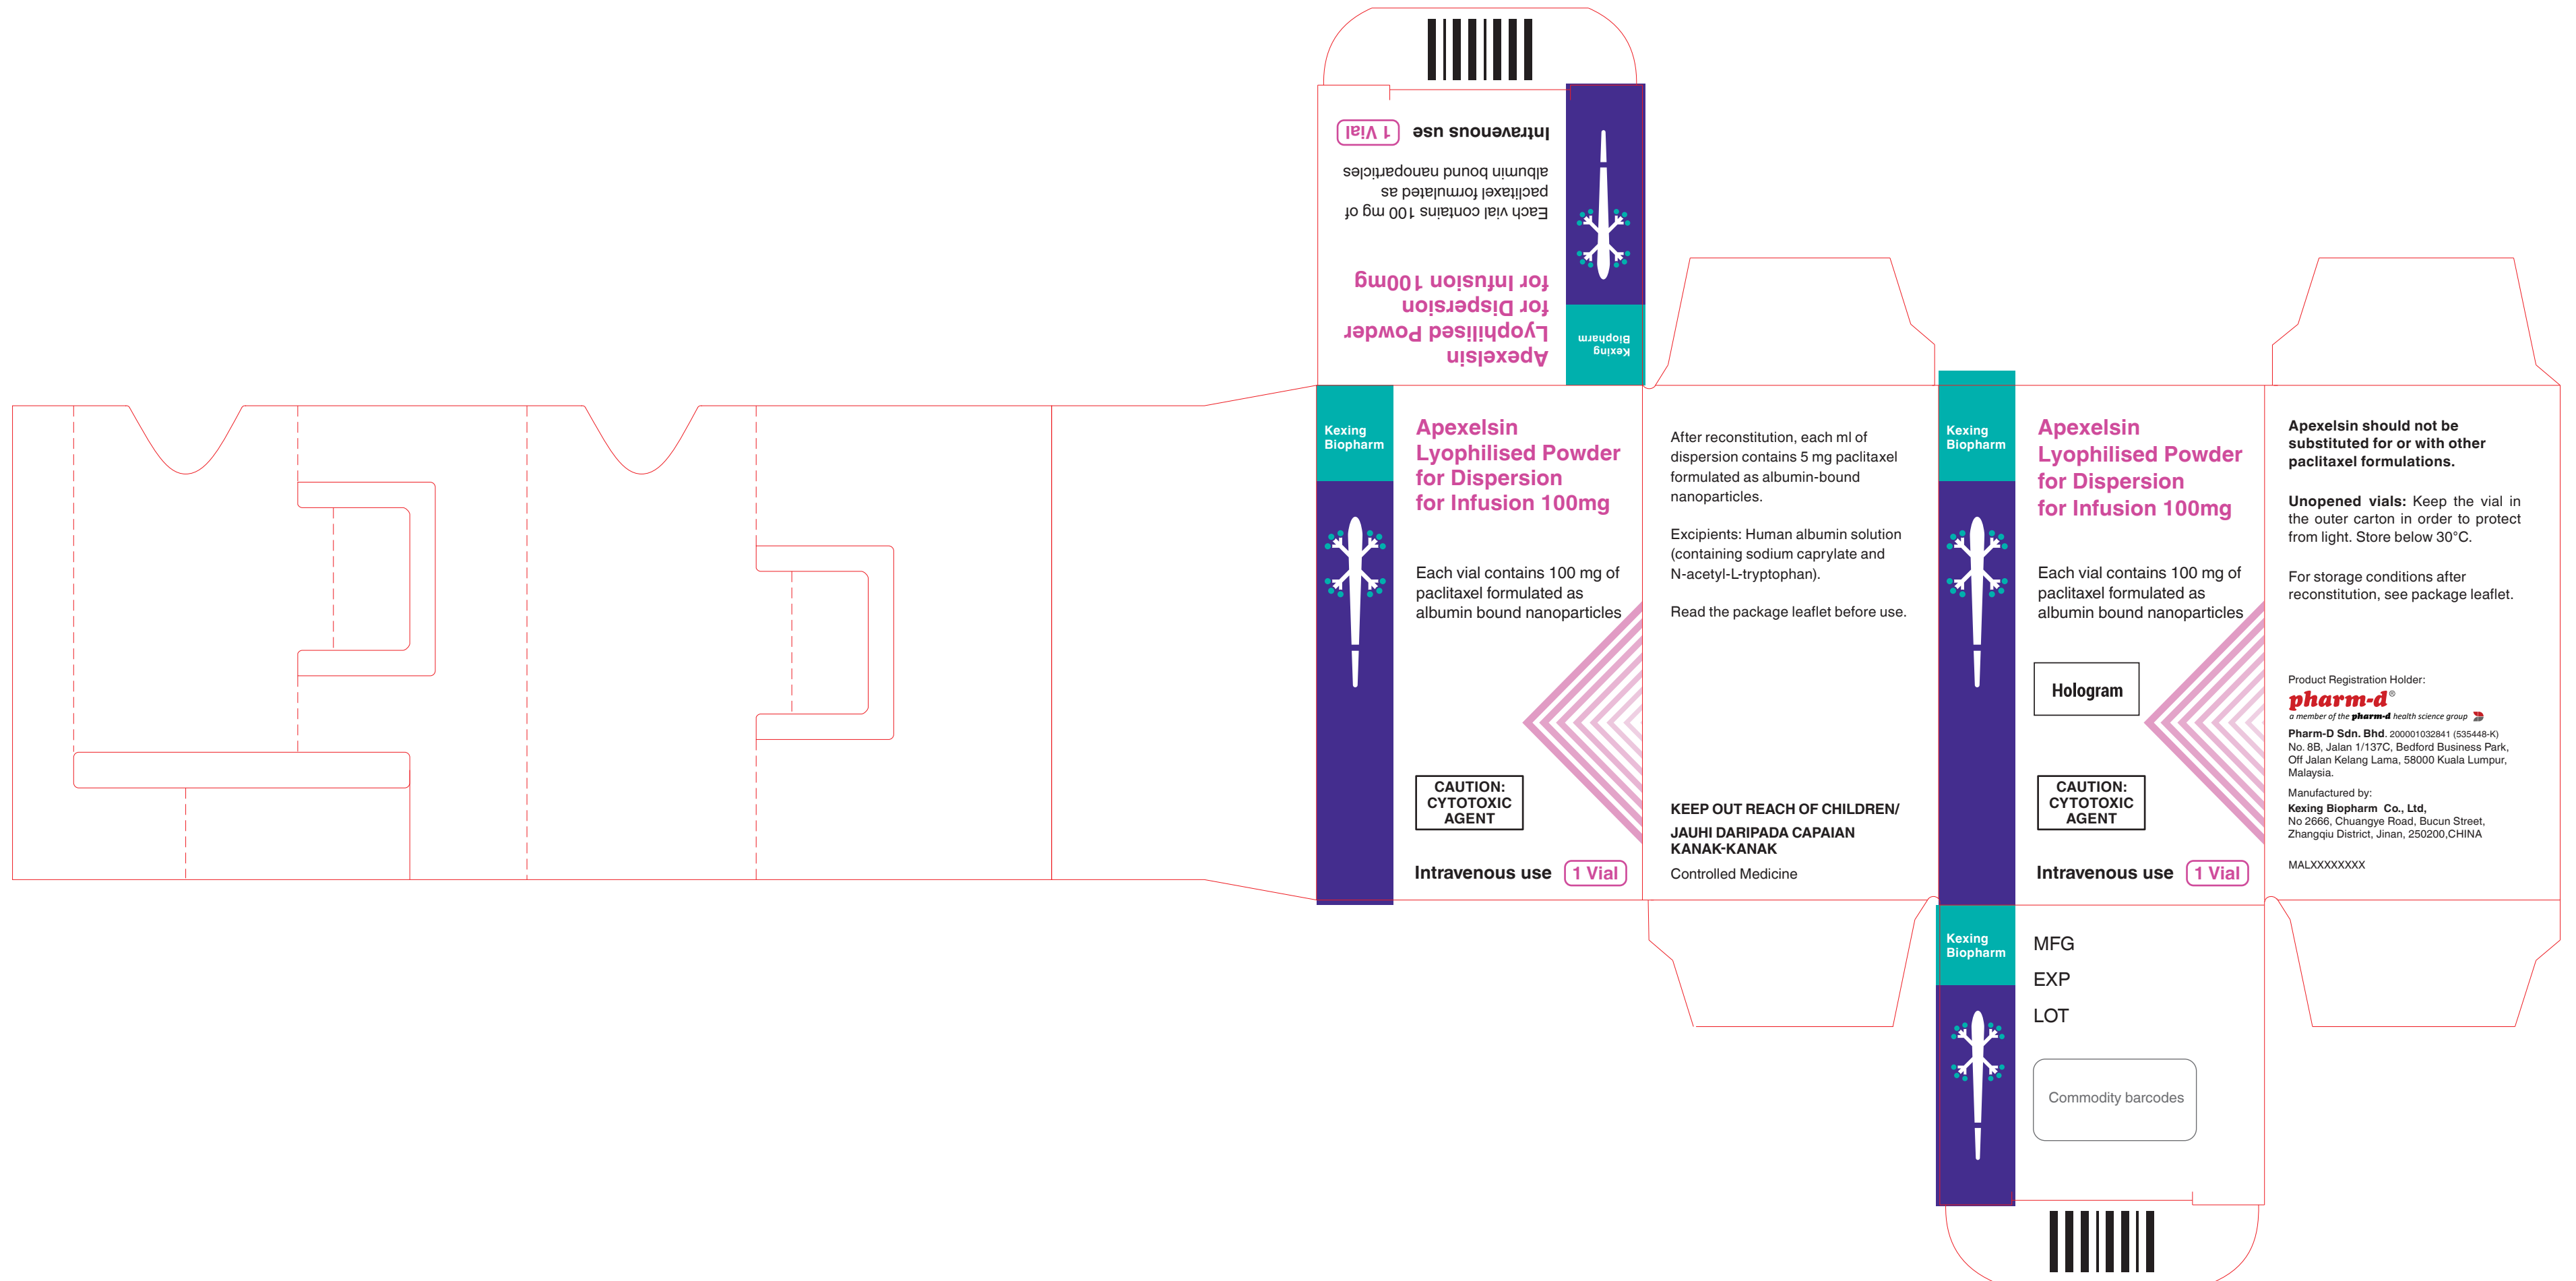 Apexelsin
Lyophilised Powder
for Dispersion
for Infusion 100mg
Each vial contains 100 mg of
paclitaxel formulated as
albumin bound nanoparticles
Intravenous use
1 Vial
Kexing
Biopharm
Kexing
Biopharm
Apexelsin
Lyophilised Powder
for Dispersion
for Infusion 100mg
Each vial contains 100 mg of
paclitaxel formulated as
albumin bound nanoparticles
CAUTION:
CYTOTOXIC
AGENT
Intravenous use
1 Vial
After reconstitution, each ml of
dispersion contains 5 mg paclitaxel
formulated as albumin-bound
nanoparticles.
Excipients: Human albumin solution
(containing sodium caprylate and
N-acetyl-L-tryptophan).
Read the package leaflet before use.
KEEP OUT REACH OF CHILDREN/
JAUHI DARIPADA CAPAIAN
KANAK-KANAK
Controlled Medicine
Kexing
Biopharm
Apexelsin
Lyophilised Powder
for Dispersion
for Infusion 100mg
Each vial contains 100 mg of
paclitaxel formulated as
albumin bound nanoparticles
Hologram
CAUTION:
CYTOTOXIC
AGENT
Intravenous use
1 Vial
Apexelsin should not be
substituted for or with other
paclitaxel formulations.
Unopened vials: Keep the vial in
the outer carton in order to protect
from light. Store below 30°C.
For storage conditions after
reconstitution, see package leaflet.
Product Registration Holder:
pharm-d®
a member of the pharm-d health science group
Pharm-D Sdn. Bhd. 200001032841 (535448-K)
No. 8B, Jalan 1/137C, Bedford Business Park,
Off Jalan Kelang Lama, 58000 Kuala Lumpur,
Malaysia.
Manufactured by:
Kexing Biopharm Co., Ltd,
No 2666, Chuangye Road, Bucun Street,
Zhangqiu District, Jinan, 250200,CHINA
MALXXXXXXXX
Kexing
Biopharm
MFG
EXP
LOT
Commodity barcodes